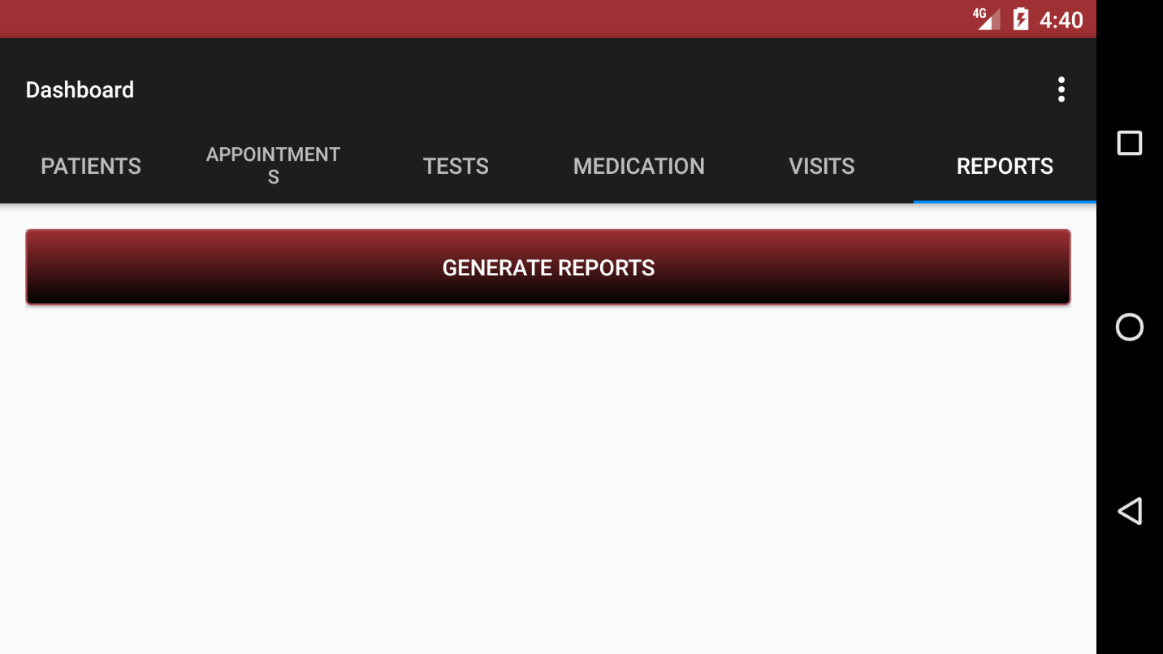 4G 4:40
Dashboard
PATIENTS
APPOINTMENT
S
TESTS
MEDICATION
VISITS
REPORTS
GENERATE REPORTS